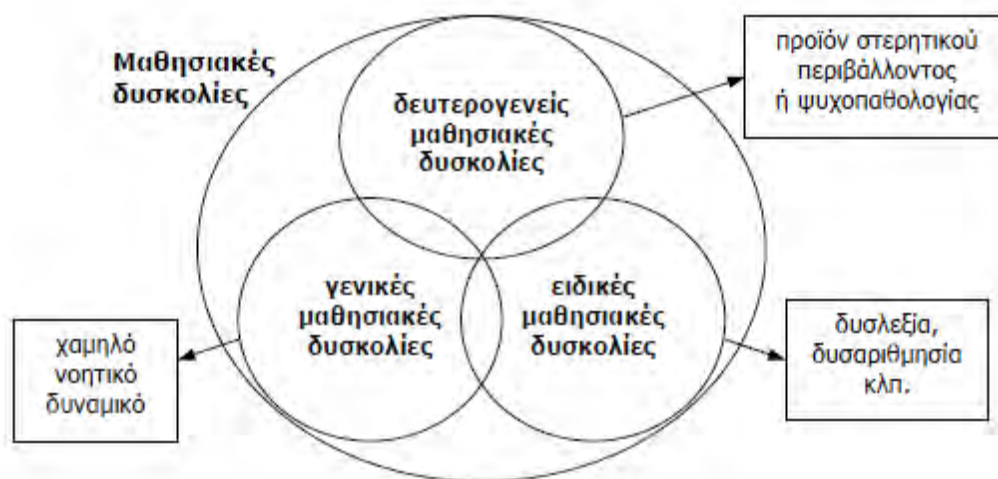 Μαθησιακές
δυσκολίες
δευτερογενείς
μαθησιακές
δυσκολίες
προϊόν στερητικού
περιβάλλοντος
ή ψυχοπαθολογίας
γενικές
μαθησιακές
δυσκολίες
ειδικές
μαθησιακές
δυσκολίες
χαμηλό
νοητικό
δυναμικό
δυσλεξία,
δυσαριθμησία
κλπ.